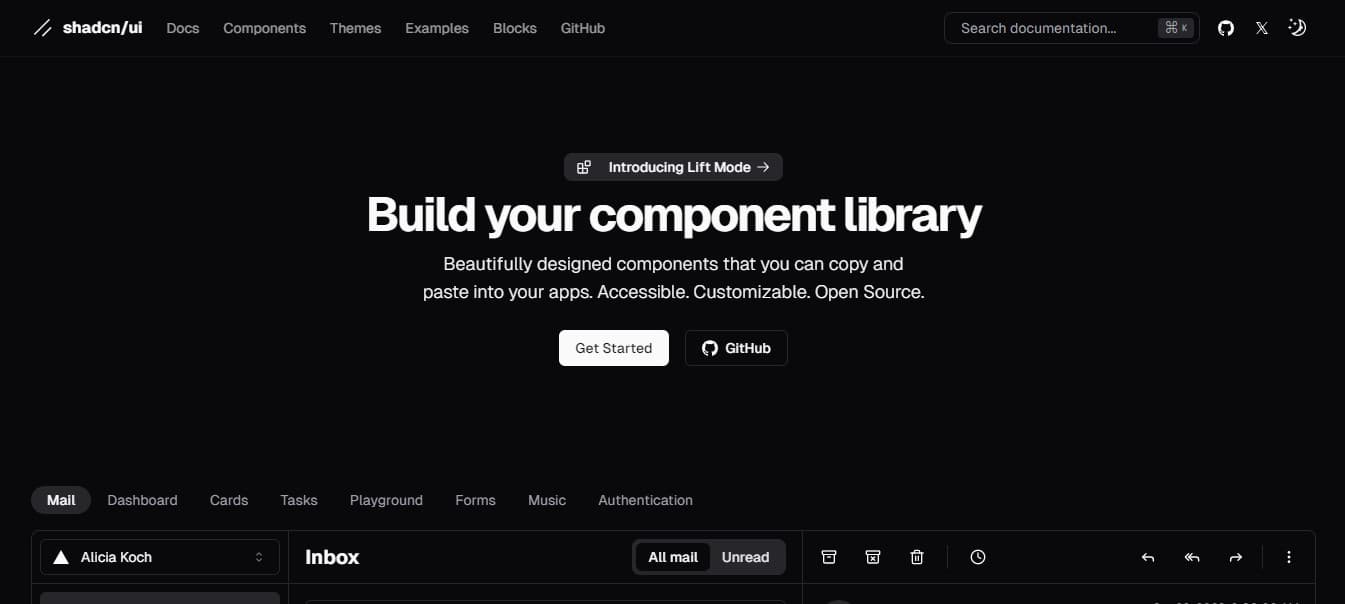 shadcn/ui Docs Components Themes Examples Blocks GitHub Search documentation... ⌘ K
Introducing Lift Mode →
Build your component library
Beautifully designed components that you can copy and
paste into your apps. Accessible. Customizable. Open Source.
Get Started GitHub
Mail Dashboard Cards Tasks Playground Forms Music Authentication
Alicia Koch Inbox All mail Unread